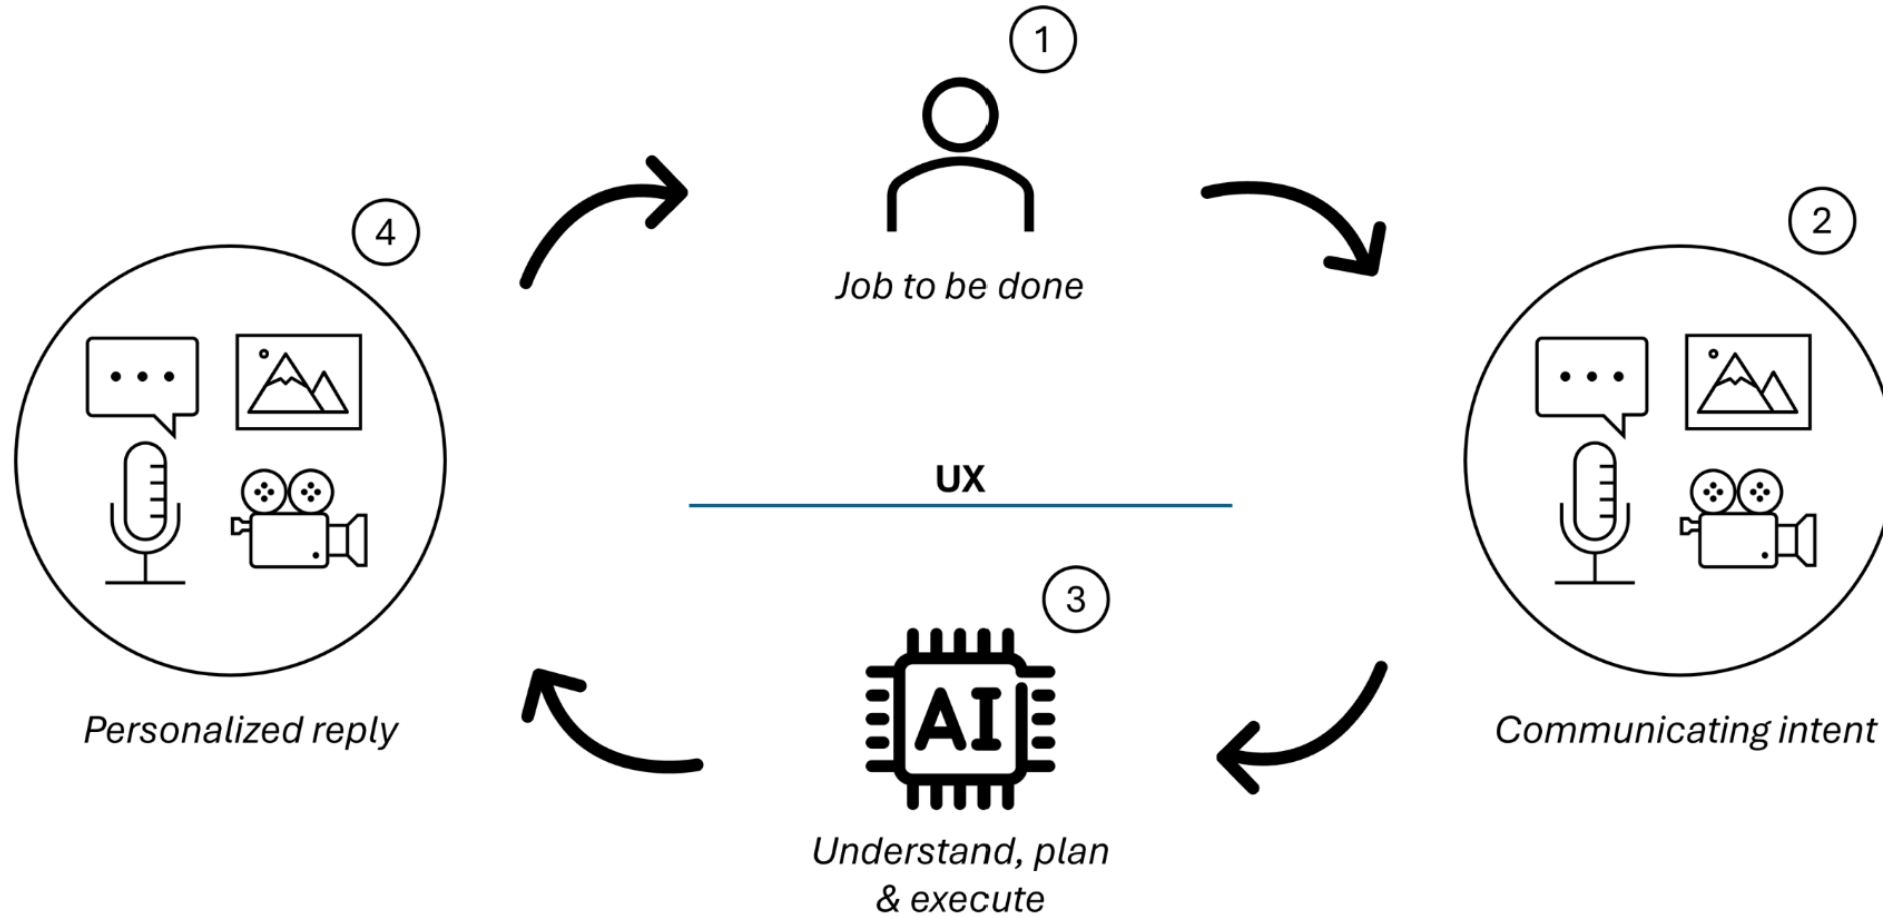 1
Job to be done
2
Communicating intent
UX
3
AI
Understand, plan
& execute
4
Personalized reply